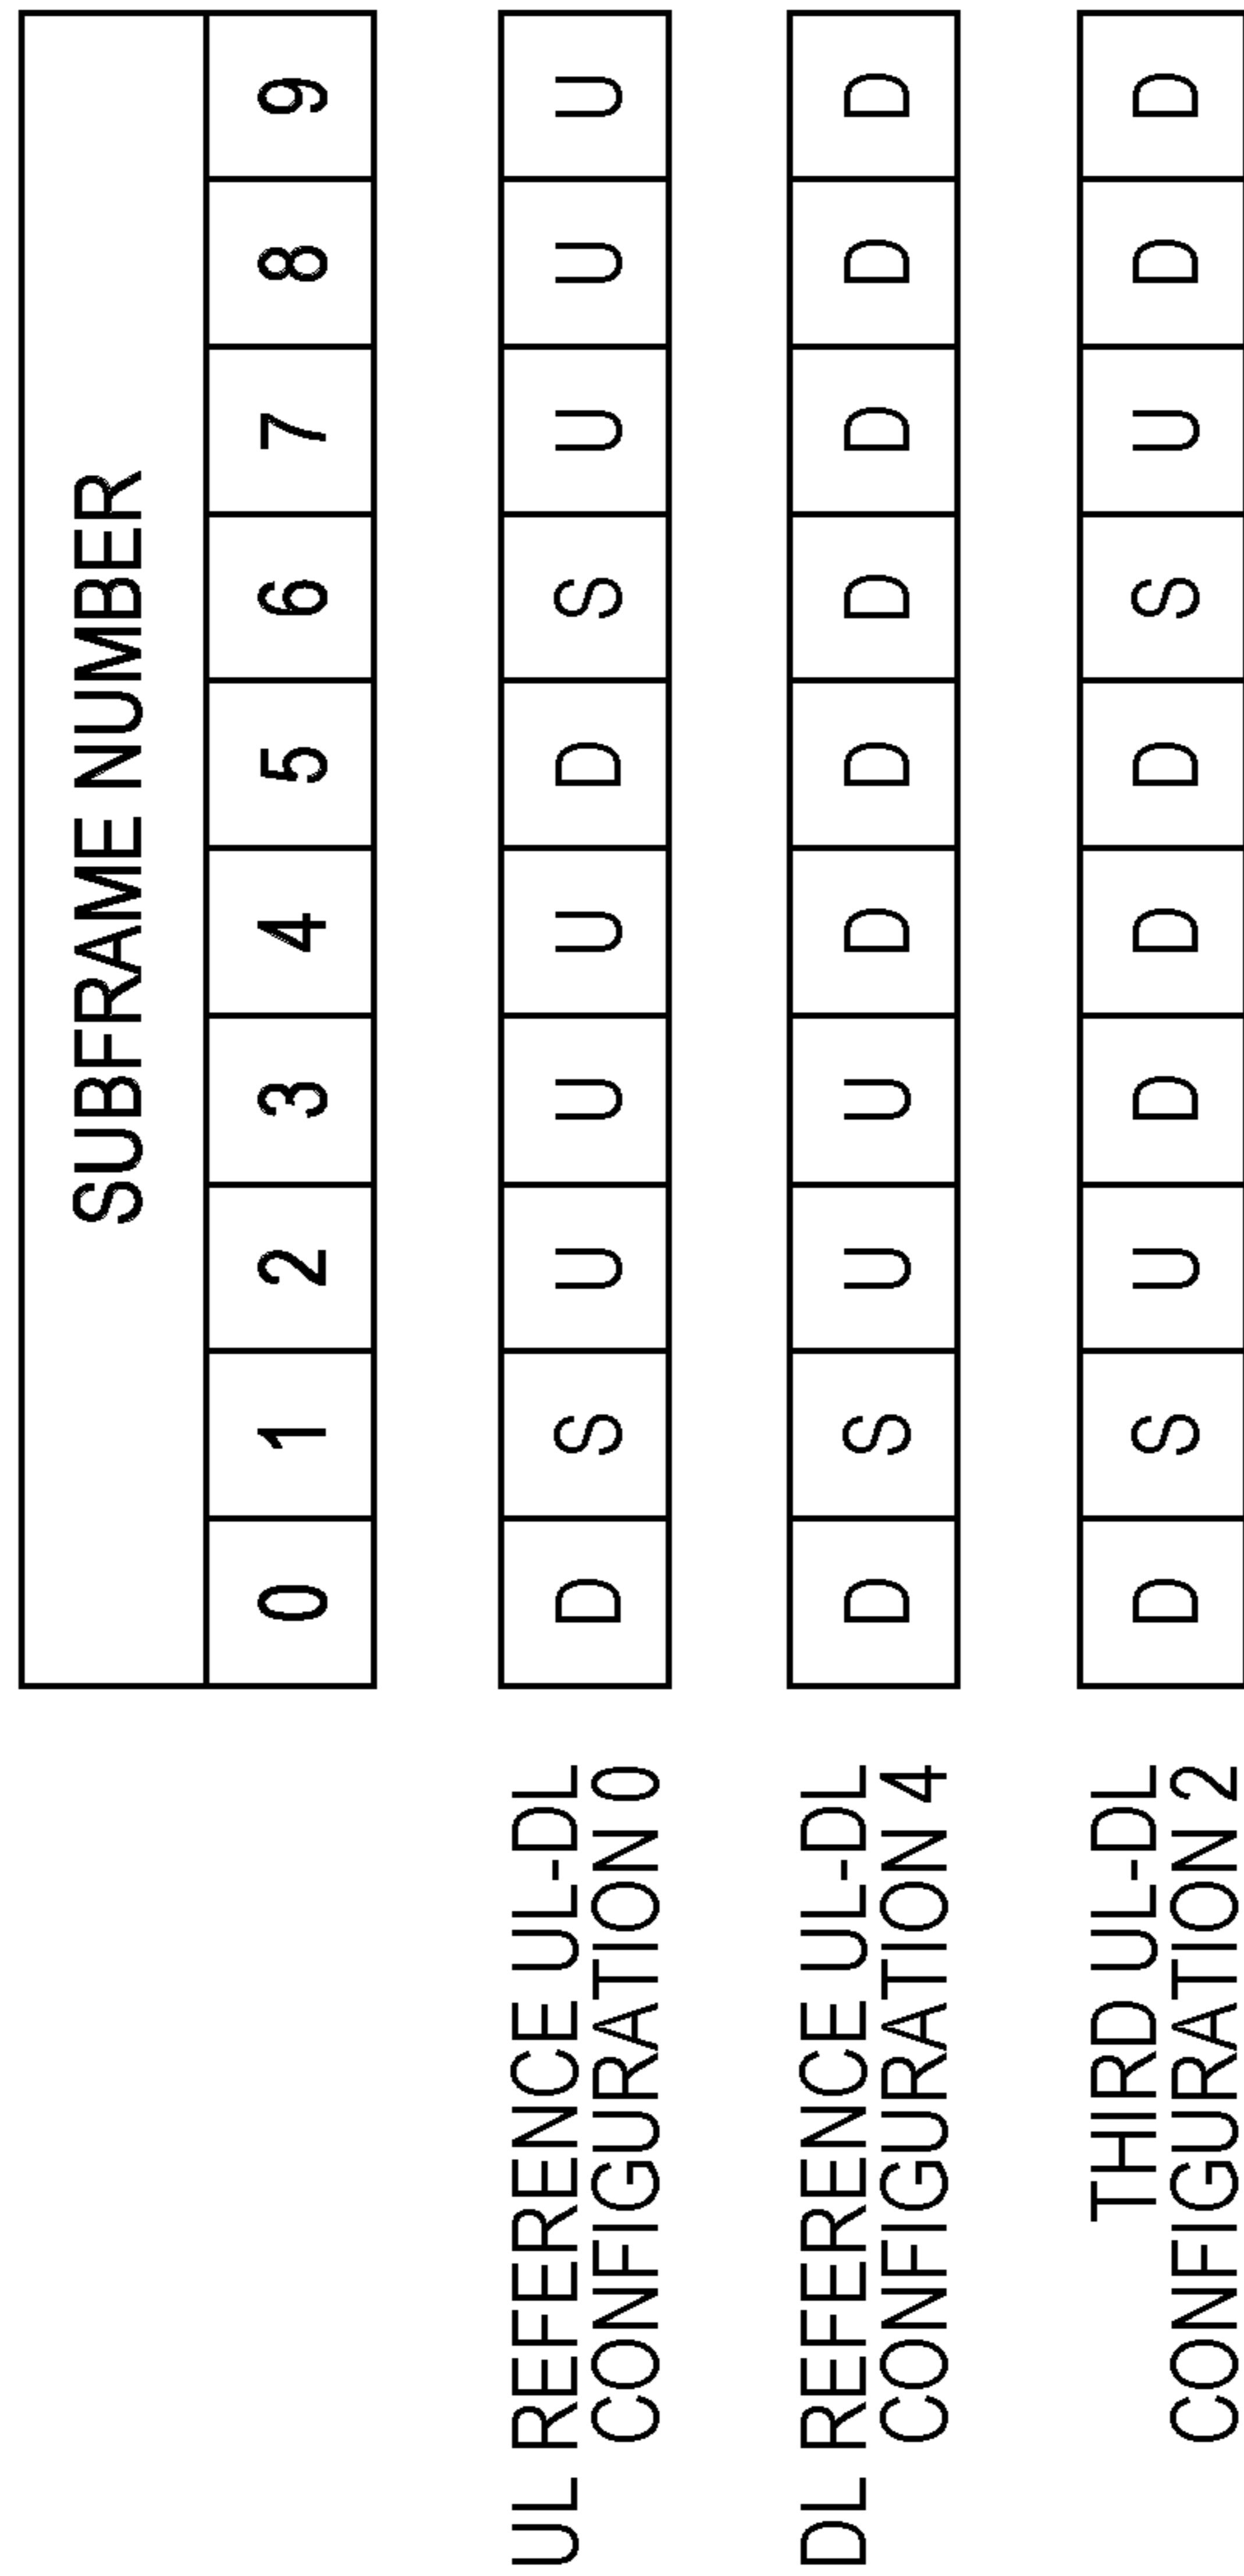 SUBFRAME NUMBER
0 1 2 3 4 5 6 7 8 9
UL REFERENCE UL-DL
CONFIGURATION 0
D S U U U D S U U U
DL REFERENCE UL-DL
CONFIGURATION 4
D S U U D D D D D D
THIRD UL-DL
CONFIGURATION 2
D S U D D D S U D D